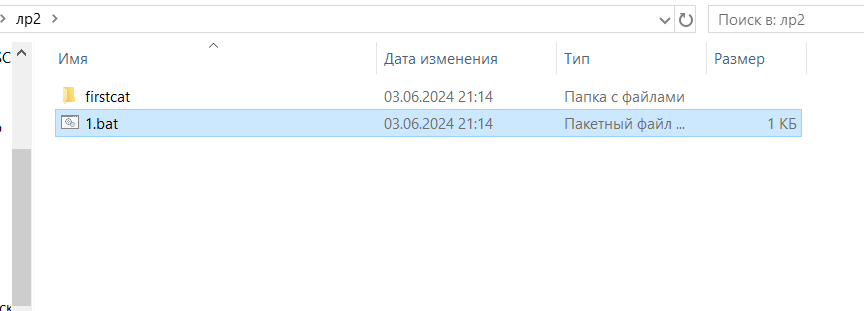 лр2
Поиск в: лр2
Имя
Дата изменения
Тип
Размер
firstcat
03.06.2024 21:14
Папка с файлами
1.bat
03.06.2024 21:14
Пакетный файл ...
1 КБ